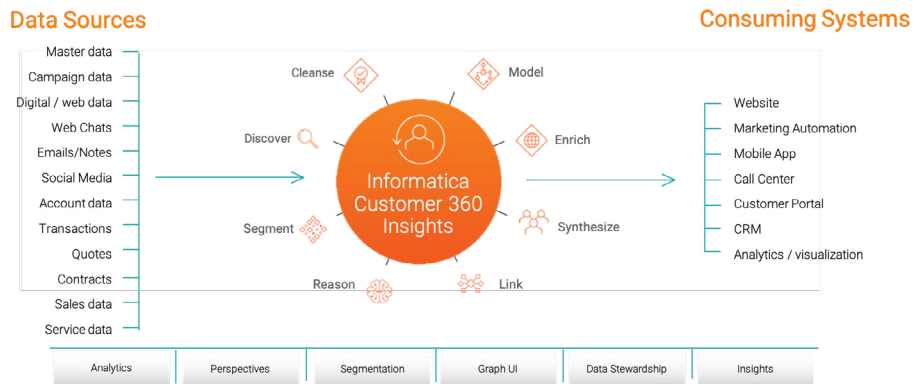 Data Sources
Consuming Systems
Master data
Campaign data
Digital / web data
Web Chats
Emails/Notes
Social Media
Account data
Transactions
Quotes
Contracts
Sales data
Service data
Cleanse
Model
Discover
Enrich
Informatica
Customer 360
Insights
Segment
Synthesize
Reason
Link
Website
Marketing Automation
Mobile App
Call Center
Customer Portal
CRM
Analytics / visualization
Analytics
Perspectives
Segmentation
Graph UI
Data Stewardship
Insights